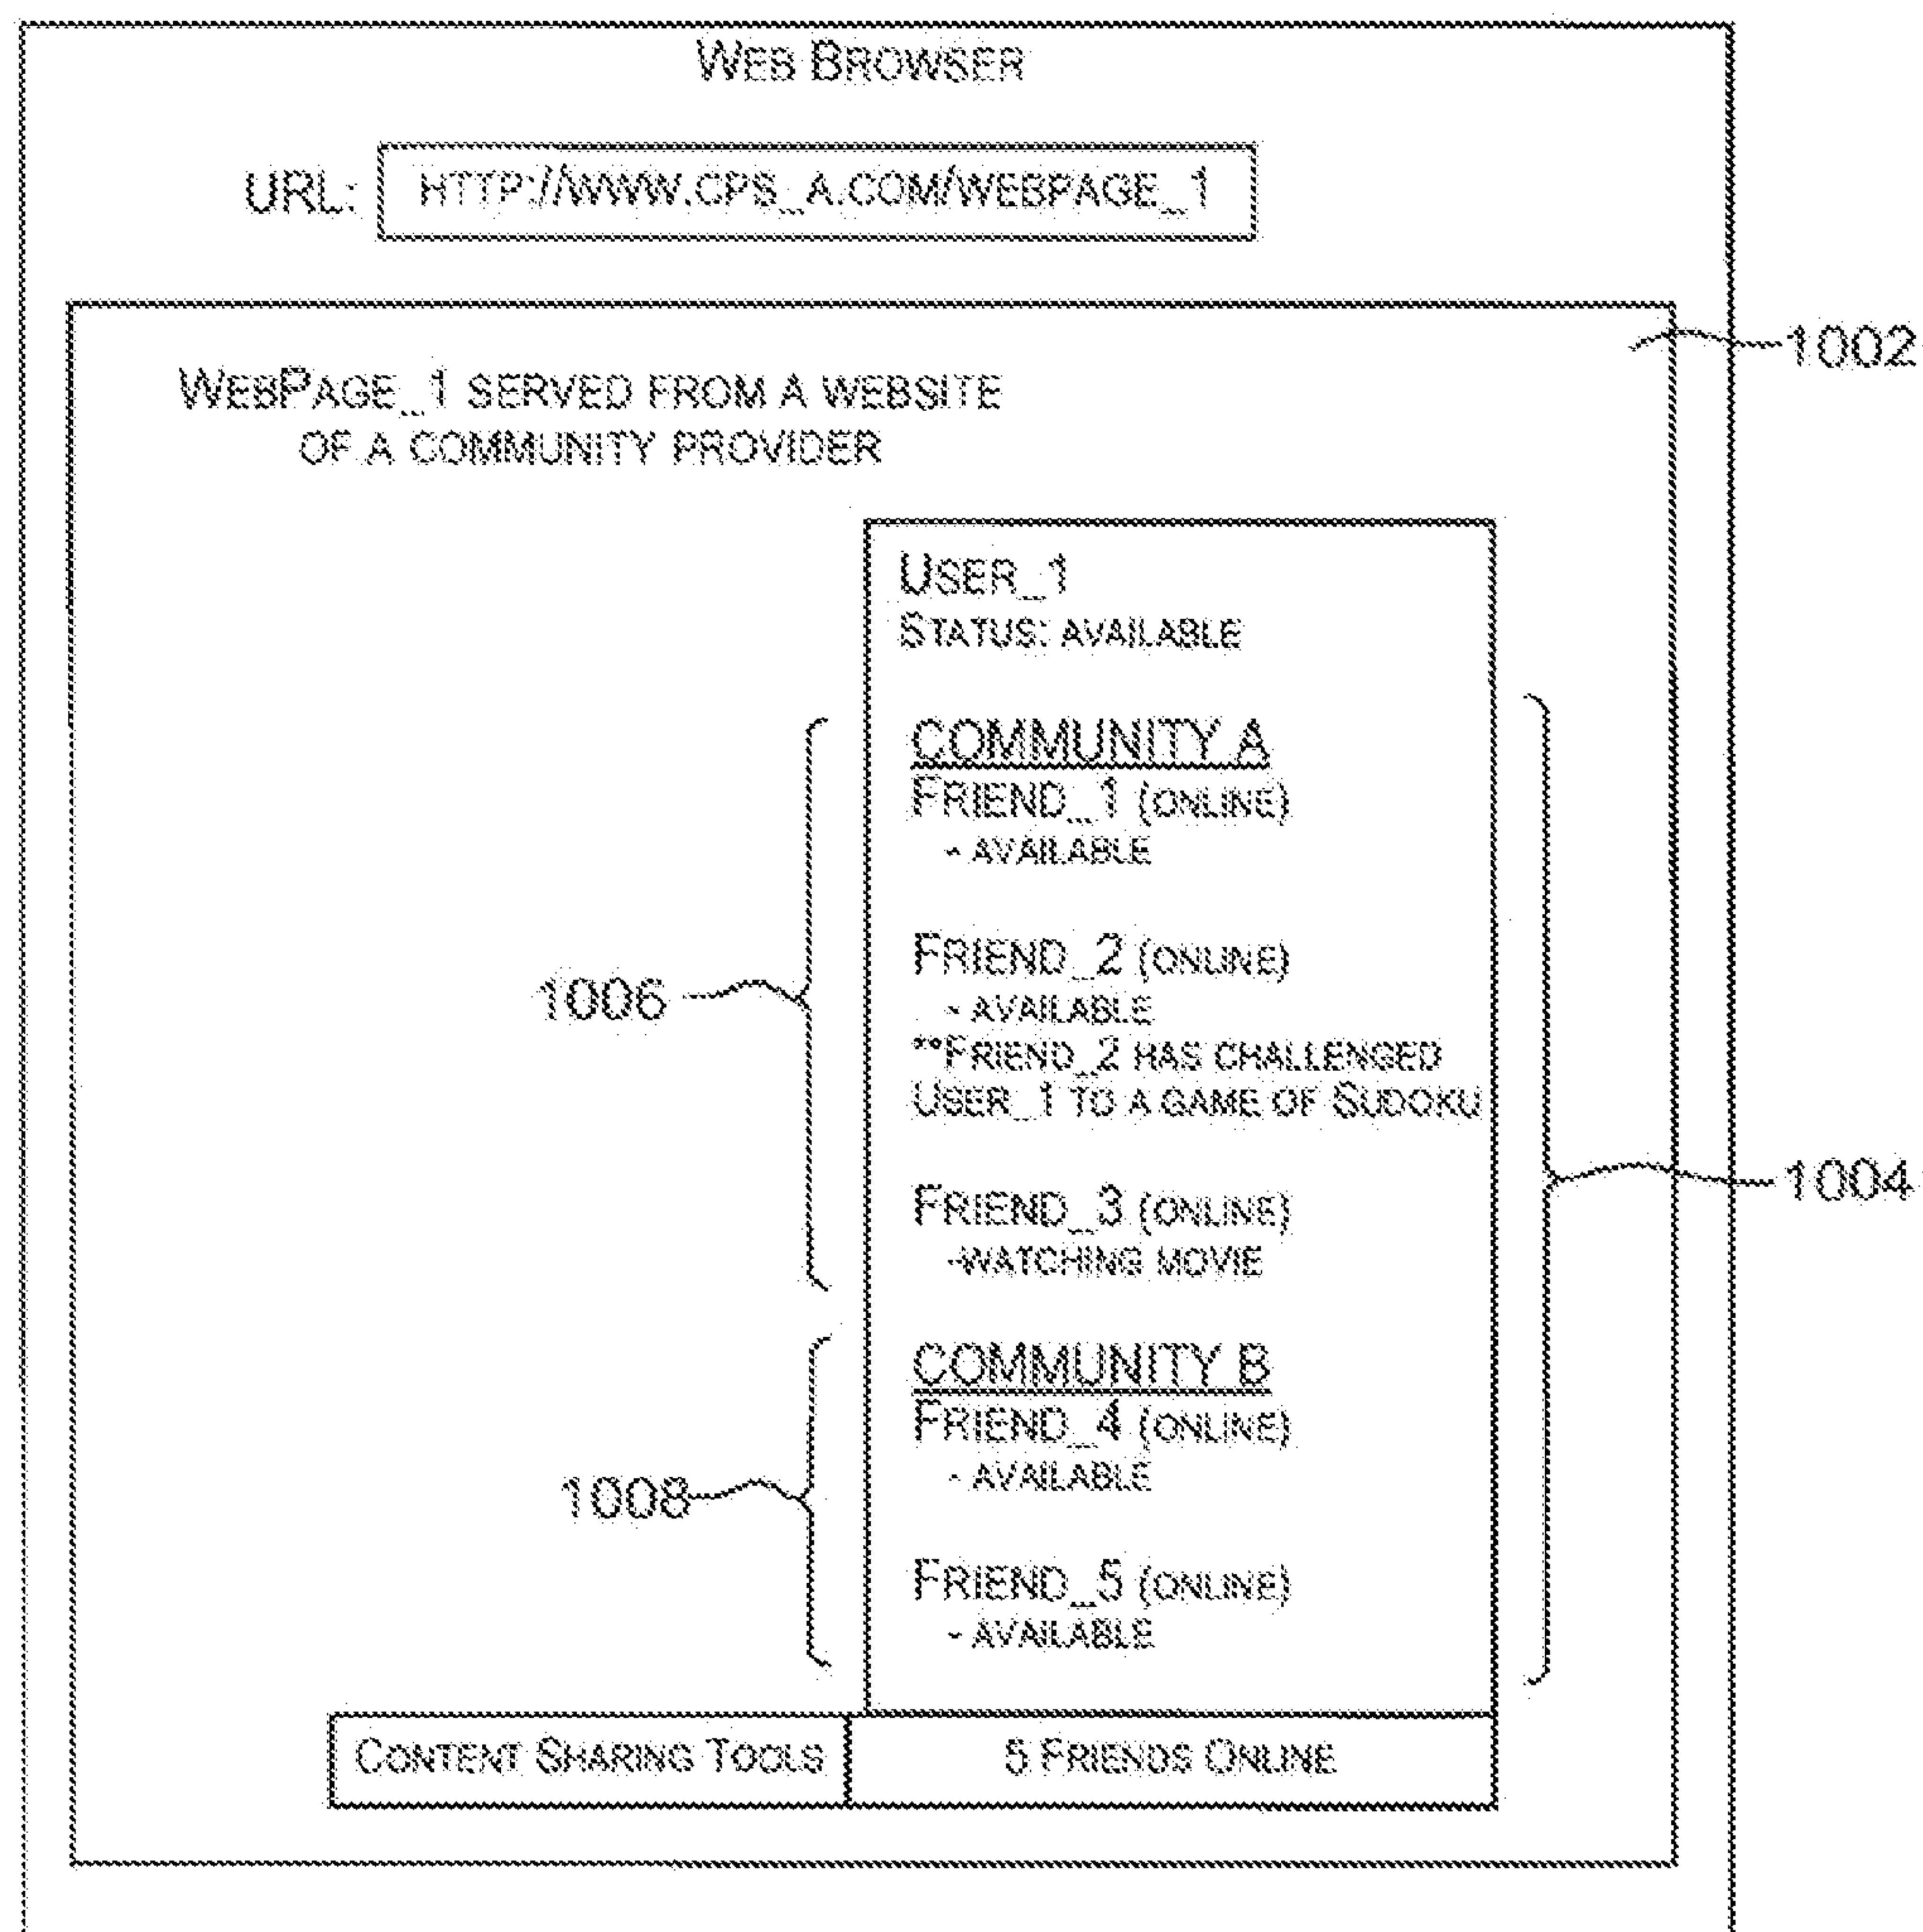 WEB BROWSER
URL: HTTP://WWW.CPS_A.COM/WEBPAGE_1
1002
WEBPAGE_1 SERVED FROM A WEBSITE
OF A COMMUNITY PROVIDER
USER_1
STATUS: AVAILABLE
COMMUNITY A
FRIEND_1 (ONLINE)
- AVAILABLE
FRIEND_2 (ONLINE)
- AVAILABLE
**FRIEND_2 HAS CHALLENGED
USER_1 TO A GAME OF SUDOKU
1006
FRIEND_3 (ONLINE)
-WATCHING MOVIE
1004
COMMUNITY B
FRIEND_4 (ONLINE)
- AVAILABLE
1008
FRIEND_5 (ONLINE)
- AVAILABLE
CONTENT SHARING TOOLS
5 FRIENDS ONLINE